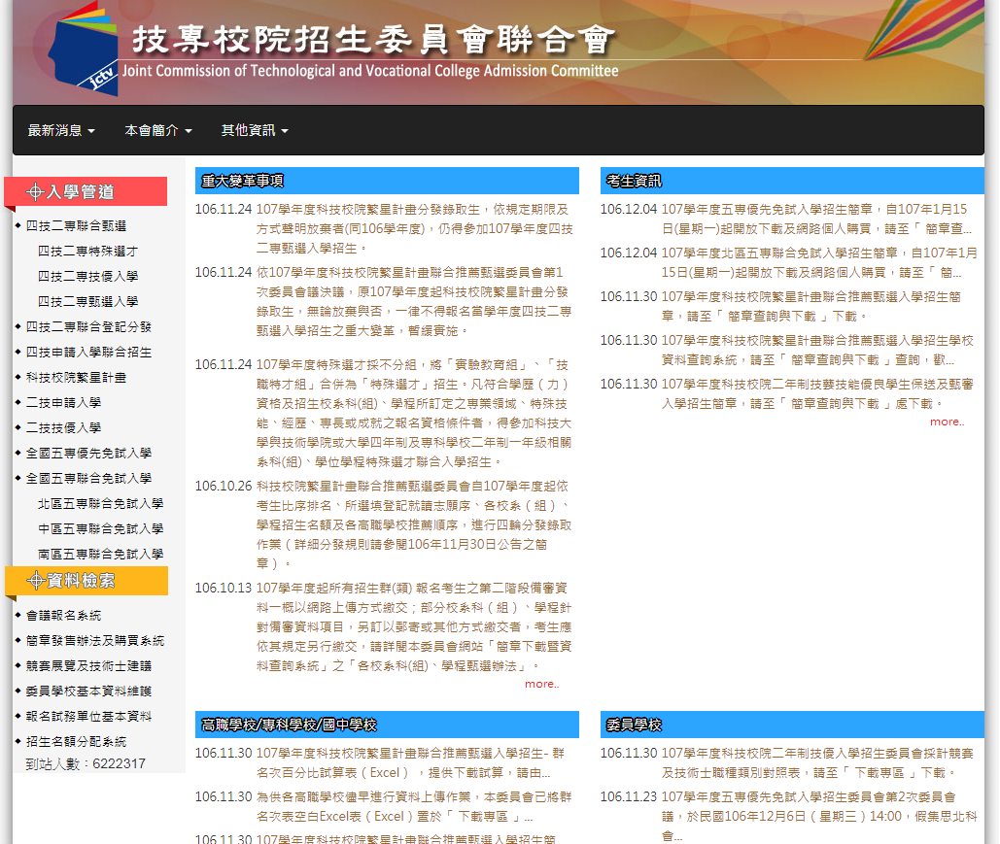 技專校院招生委員會聯合會
Joint Commission of Technological and Vocational College Admission Committee
jctv
最新消息 本會簡介 其他資訊
入學管道
四技二專聯合甄選
四技二專特殊選才
四技二專技優入學
四技二專甄選入學
四技二專聯合登記分發
四技申請入學聯合招生
科技校院繁星計畫
二技申請入學
二技技優入學
全國五專優先免試入學
全國五專聯合免試入學
北區五專聯合免試入學
中區五專聯合免試入學
南區五專聯合免試入學
資料檢索
會議報名系統
簡章發售辦法及購買系統
競賽展覽及技術士建議
委員學校基本資料維護
報名試務單位基本資料
招生名額分配系統
到站人數：6222317
重大變革事項
106.11.24 107學年度科技校院繁星計畫分發錄取生，依規定期限及
方式聲明放棄者(同106學年度)，仍得參加107學年度四技
二專甄選入學招生。
106.11.24 依107學年度科技校院繁星計畫聯合推薦甄選委員會第1
次委員會議決議，原107學年度起科技校院繁星計畫分發
錄取生，無論放棄與否，一律不得報名當學年度四技二專
甄選入學招生之重大變革，暫緩實施。
106.11.24 107學年度特殊選才採不分組，將「實驗教育組」、「技
職特才組」合併為「特殊選才」招生。凡符合學歷（力）
資格及招生校系科(組)、學程所訂定之專業領域、特殊技
能、經歷、專長或成就之報名資格條件者，得參加科技大
學與技術學院或大學四年制及專科學校二年制一年級相關
系科(組)、學位學程特殊選才聯合入學招生。
106.10.26 科技校院繁星計畫聯合推薦甄選委員會自107學年度起依
考生比序排名、所選填登記就讀志願序、各校系（組）、
學程招生名額及各高職學校推薦順序，進行四輪分發錄取
作業（詳細分發規則請參閱106年11月30日公告之簡
章）。
106.10.13 107學年度起所有招生群(類) 報名考生之第二階段備審資
料一概以網路上傳方式繳交；部分校系科（組）、學程針
對備審資料項目，另訂以郵寄或其他方式繳交者，考生應
依其規定另行繳交，請詳閱本委員會網站「簡章下載暨資
料查詢系統」之「各校系科(組)、學程甄選辦法」。
more..
考生資訊
106.12.04 107學年度五專優先免試入學招生簡章，自107年1月15
日(星期一)起開放下載及網路個人購買，請至「 簡章查...
106.12.04 107學年度北區五專聯合免試入學招生簡章，自107年1月
15日(星期一)起開放下載及網路個人購買，請至「 簡...
106.11.30 107學年度科技校院繁星計畫聯合推薦甄選入學招生簡
章，請至「 簡章查詢與下載 」下載。
106.11.30 107學年度科技校院繁星計畫聯合推薦甄選入學招生學校
資料查詢系統，請至「 簡章查詢與下載 」查詢，歡...
106.11.30 107學年度科技校院二年制技藝技能優良學生保送及甄審
入學招生簡章，請至「 簡章查詢與下載 」處下載。
more..
高職學校/專科學校/國中學校
106.11.30 107學年度科技校院繁星計畫聯合推薦甄選入學招生- 群
名次百分比試算表（Excel），提供下載試算，請由...
106.11.30 為供各高職學校儘早進行資料上傳作業，本委員會已將群
名次表空白Excel表（Excel）置於「 下載專區 」...
106.11.30 107學年度科技校院繁星計畫聯合推薦甄選入學招生簡
委員學校
106.11.30 107學年度科技校院二年制技優入學招生委員會採計競賽
及技術士職種類別對照表，請至「 下載專區 」下載。
106.11.23 107學年度五專優先免試入學招生委員會第2次委員會
議，於民國106年12月6日（星期三）14:00，假集思北科
會...